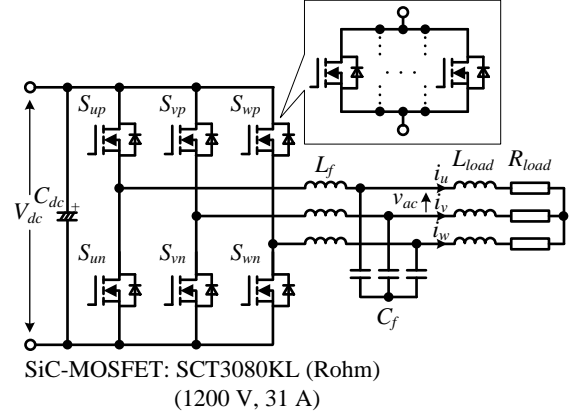 S_up
S_vp
S_wp
L_f
i_u
L_load
R_load
C_dc
+
V_dc
v_ac
i_v
i_w
S_un
S_vn
S_wn
C_f
SiC-MOSFET: SCT3080KL (Rohm)
(1200 V, 31 A)